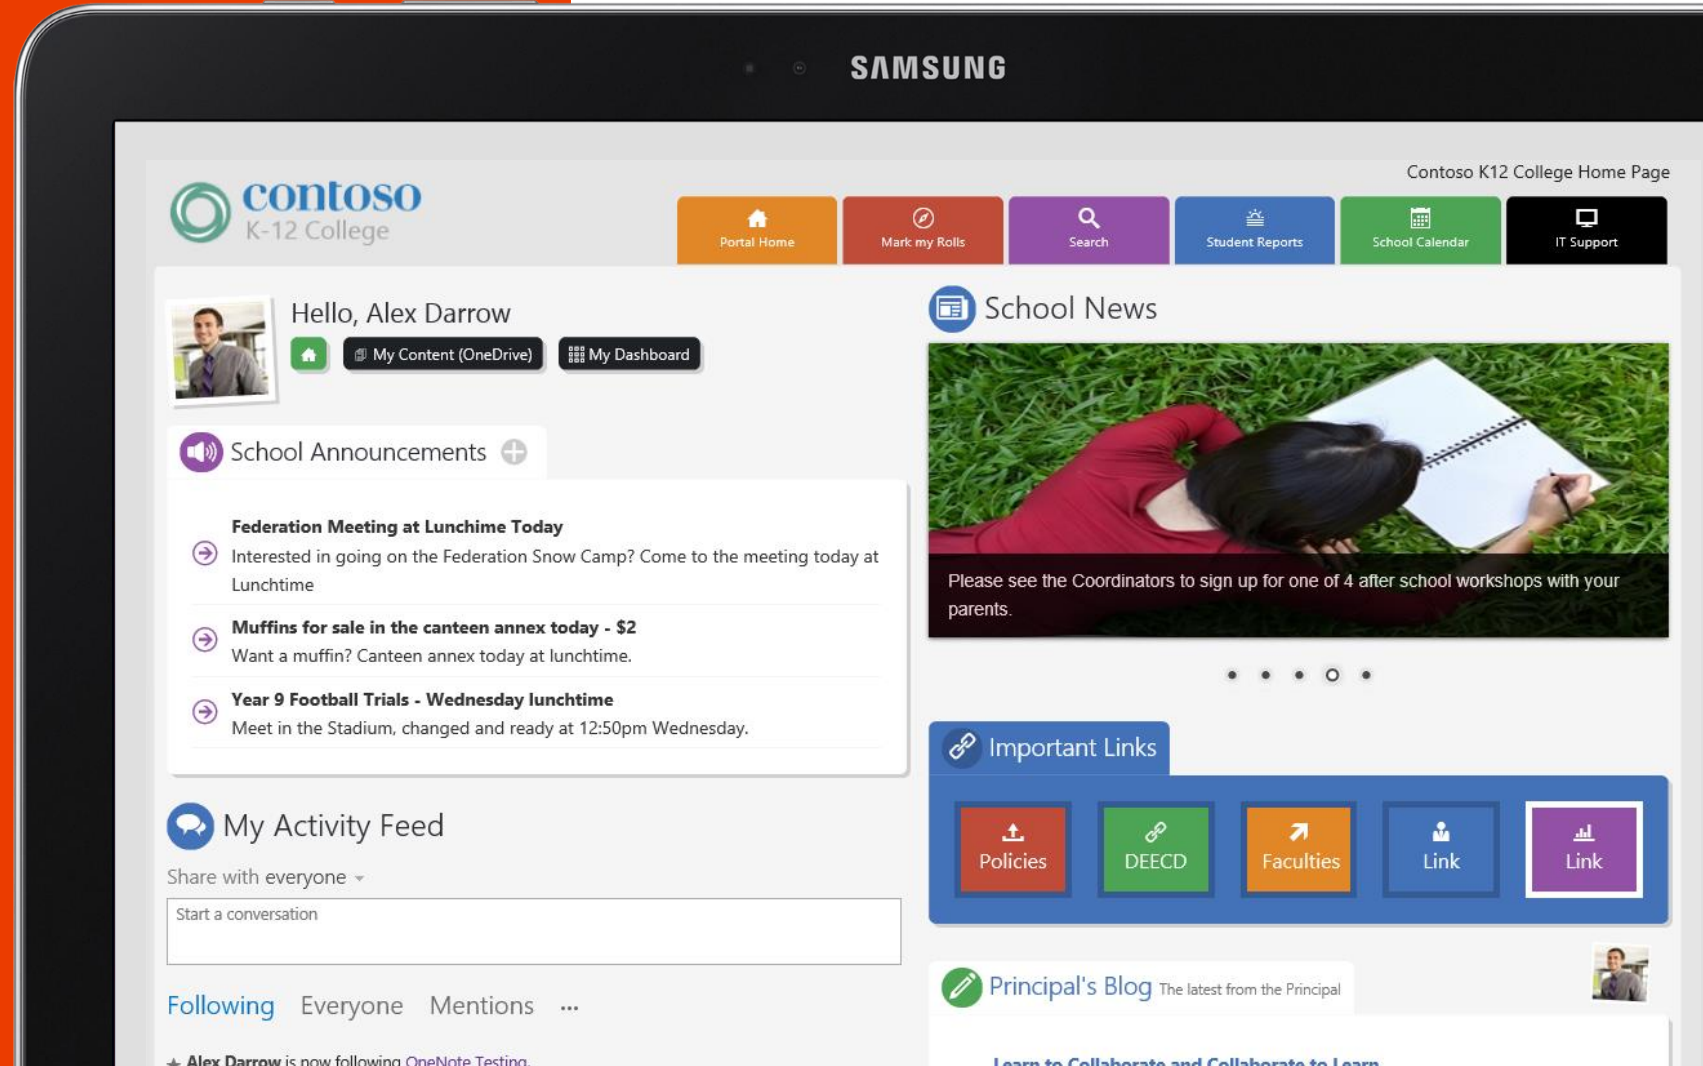 SAMSUNG
Contoso K12 College Home Page
contoso
K-12 College
Portal Home
Mark my Rolls
Search
Student Reports
School Calendar
IT Support
Hello, Alex Darrow
My Content (OneDrive)
My Dashboard
School Announcements
Federation Meeting at Lunchime Today
Interested in going on the Federation Snow Camp? Come to the meeting today at
Lunchtime
Muffins for sale in the canteen annex today - $2
Want a muffin? Canteen annex today at lunchtime.
Year 9 Football Trials - Wednesday lunchtime
Meet in the Stadium, changed and ready at 12:50pm Wednesday.
My Activity Feed
Share with everyone
Start a conversation
Following Everyone Mentions ...
Alex Darrow is now following OneNote Testing.
School News
Please see the Coordinators to sign up for one of 4 after school workshops with your
parents.
Important Links
Policies
DEECD
Faculties
Link
Link
Principal's Blog The latest from the Principal
Learn to Collaborate and Collaborate to Learn